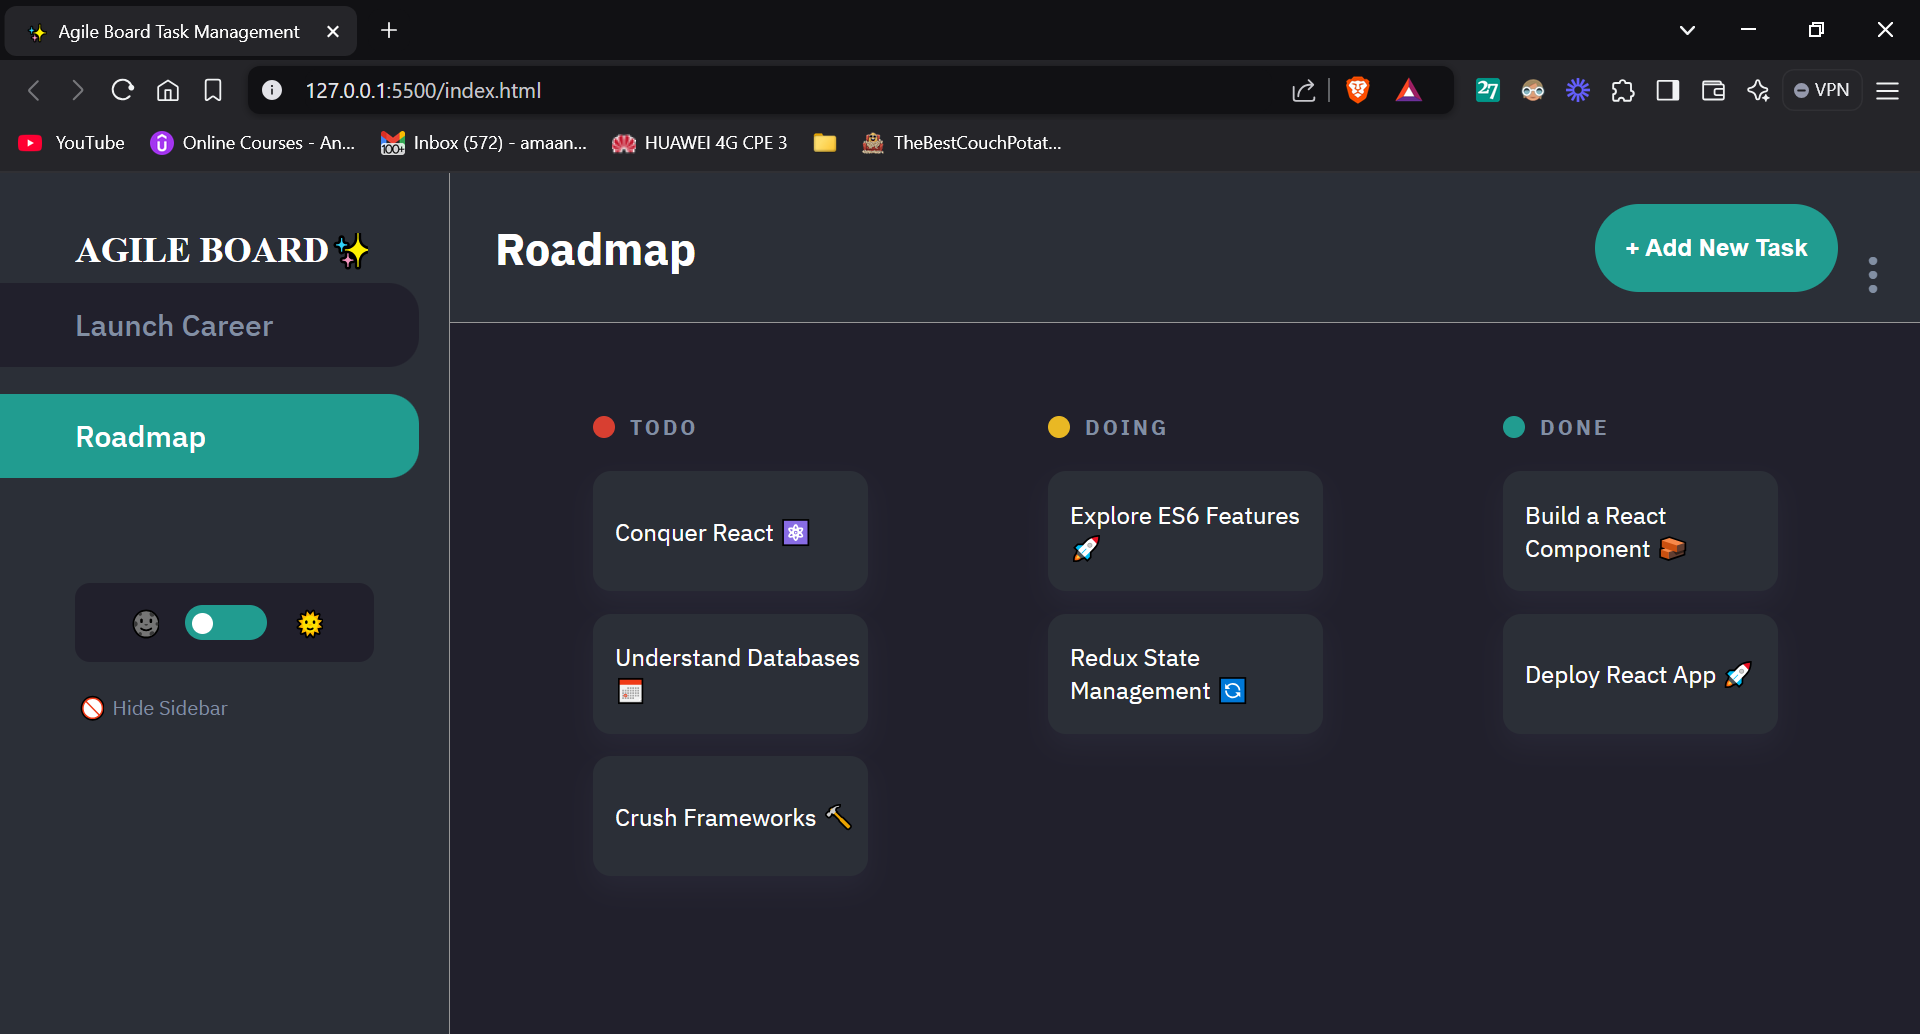 Agile Board Task Management
127.0.0.1:5500/index.html
27
VPN
YouTube
Online Courses - An...
100+
Inbox (572) - amaan...
HUAWEI 4G CPE 3
TheBestCouchPotat...
AGILE BOARD✨
Launch Career
Roadmap
Hide Sidebar
Roadmap
+ Add New Task
TODO
Conquer React ⚛️
Understand Databases
📅
Crush Frameworks 🔨
DOING
Explore ES6 Features
🚀
Redux State
Management 🔄
DONE
Build a React
Component 🧱
Deploy React App 🚀